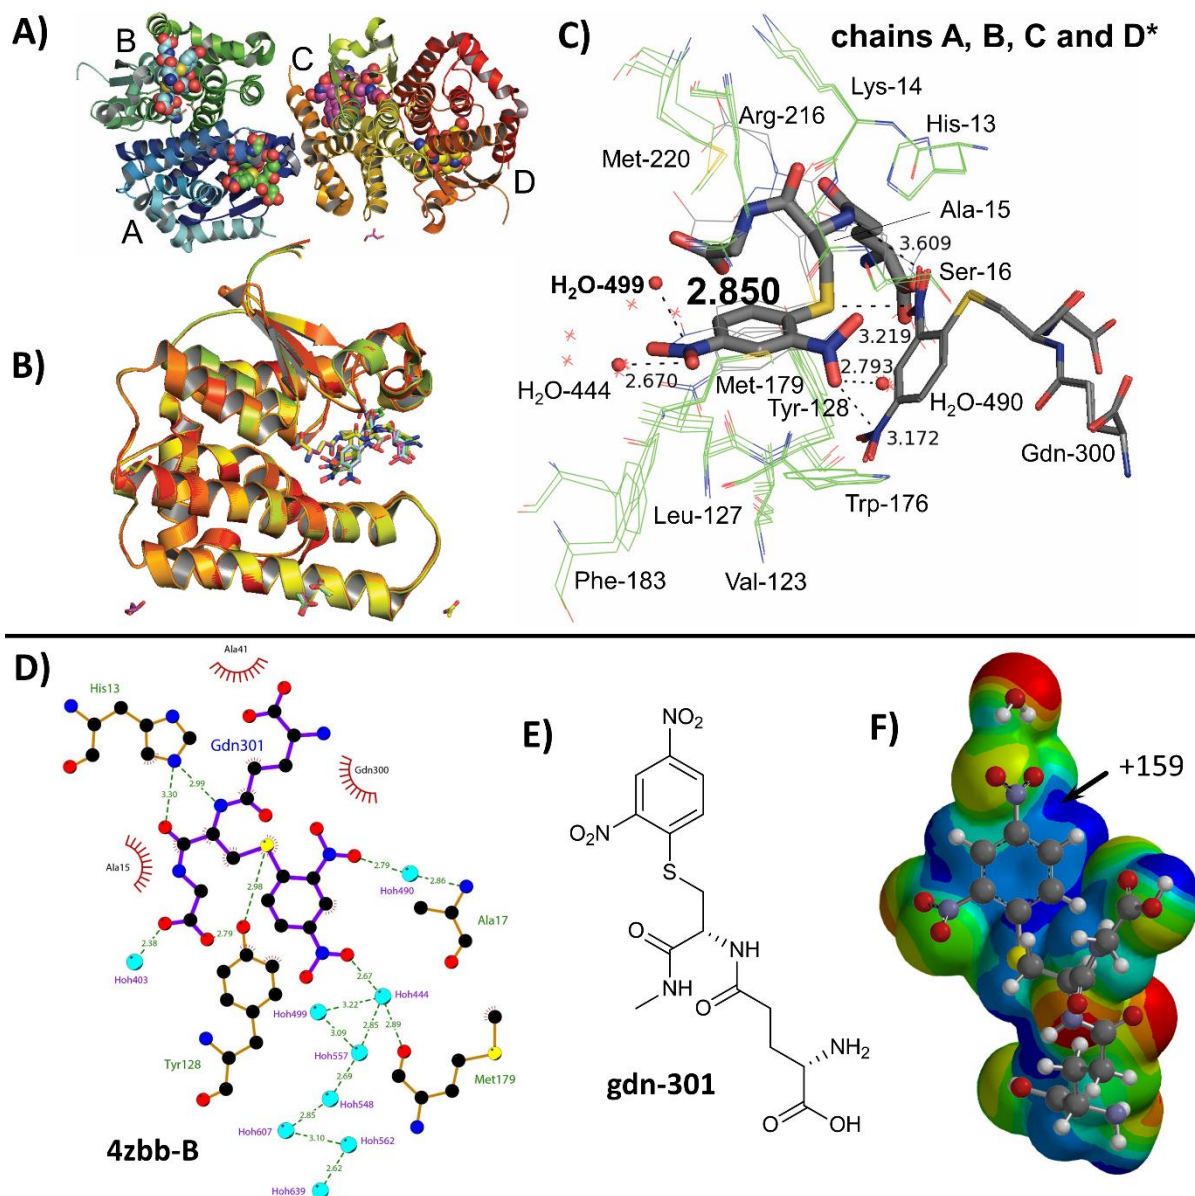 A)
B
C
A
D
B)
C)
chains A, B, C and D*
Lys-14
Arg-216
His-13
Met-220
Ala-15
3.609
Ser-16
H₂O-499
2.850
3.219
2.793
2.670
Met-179
H₂O-444
Tyr-128
H₂O-490
3.172
Gdn-300
Leu-127
Trp-176
Phe-183
Val-123
D)
Ala41
His13
Gdn301
Gdn300
3.30
2.99
Ala15
2.98
2.79
Hoh490
2.86
Ala17
2.38
2.79
Hoh403
2.67
Hoh444
Hoh499
3.22
3.09
2.85
2.89
Hoh557
Tyr128
Met179
2.69
Hoh548
2.85
Hoh607
3.10
Hoh562
4zbb-B
2.62
Hoh639
E)
NO₂
O₂N
S
O
NH
NH
O
NH₂
O
OH
gdn-301
F)
+159